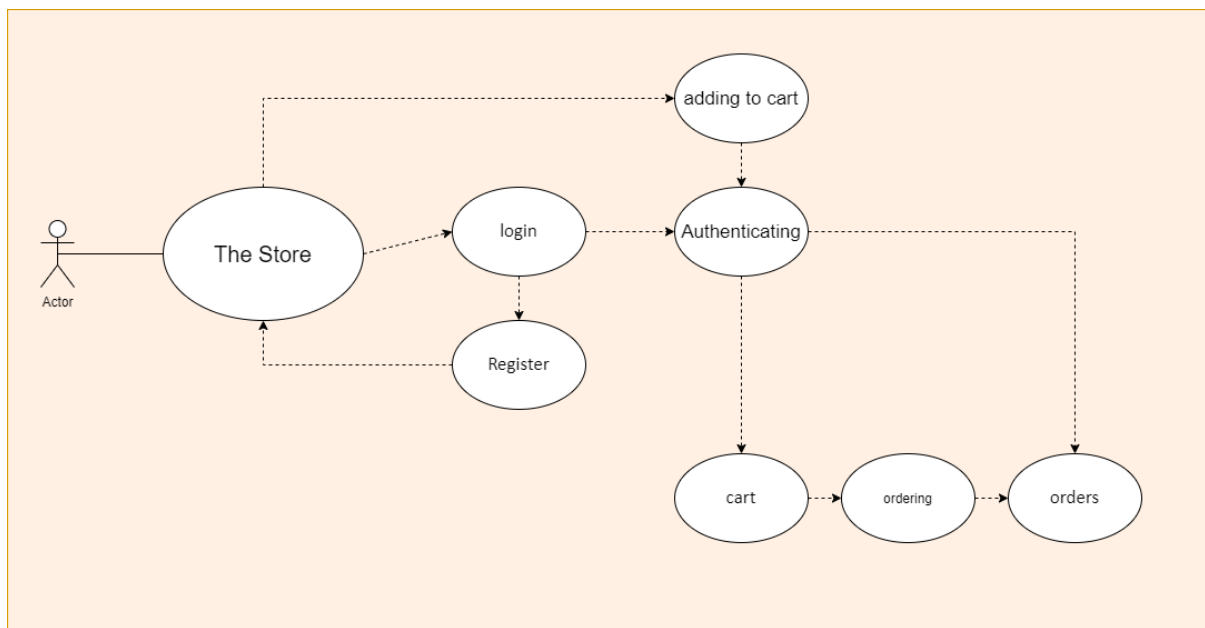 adding to cart
login
Authenticating
The Store
Actor
Register
cart
ordering
orders